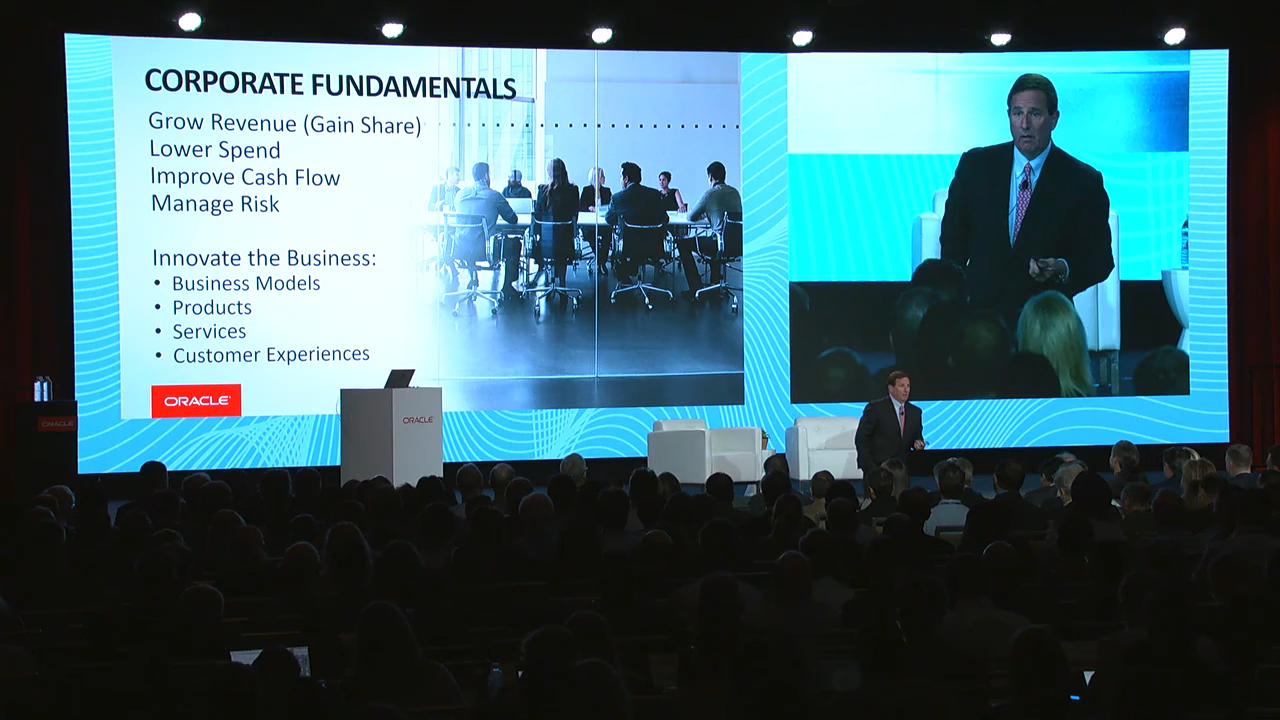 CORPORATE FUNDAMENTALS
Grow Revenue (Gain Share)
Lower Spend
Improve Cash Flow
Manage Risk
Innovate the Business:
• Business Models
• Products
• Services
• Customer Experiences
ORACLE
ORACLE
ORACLE